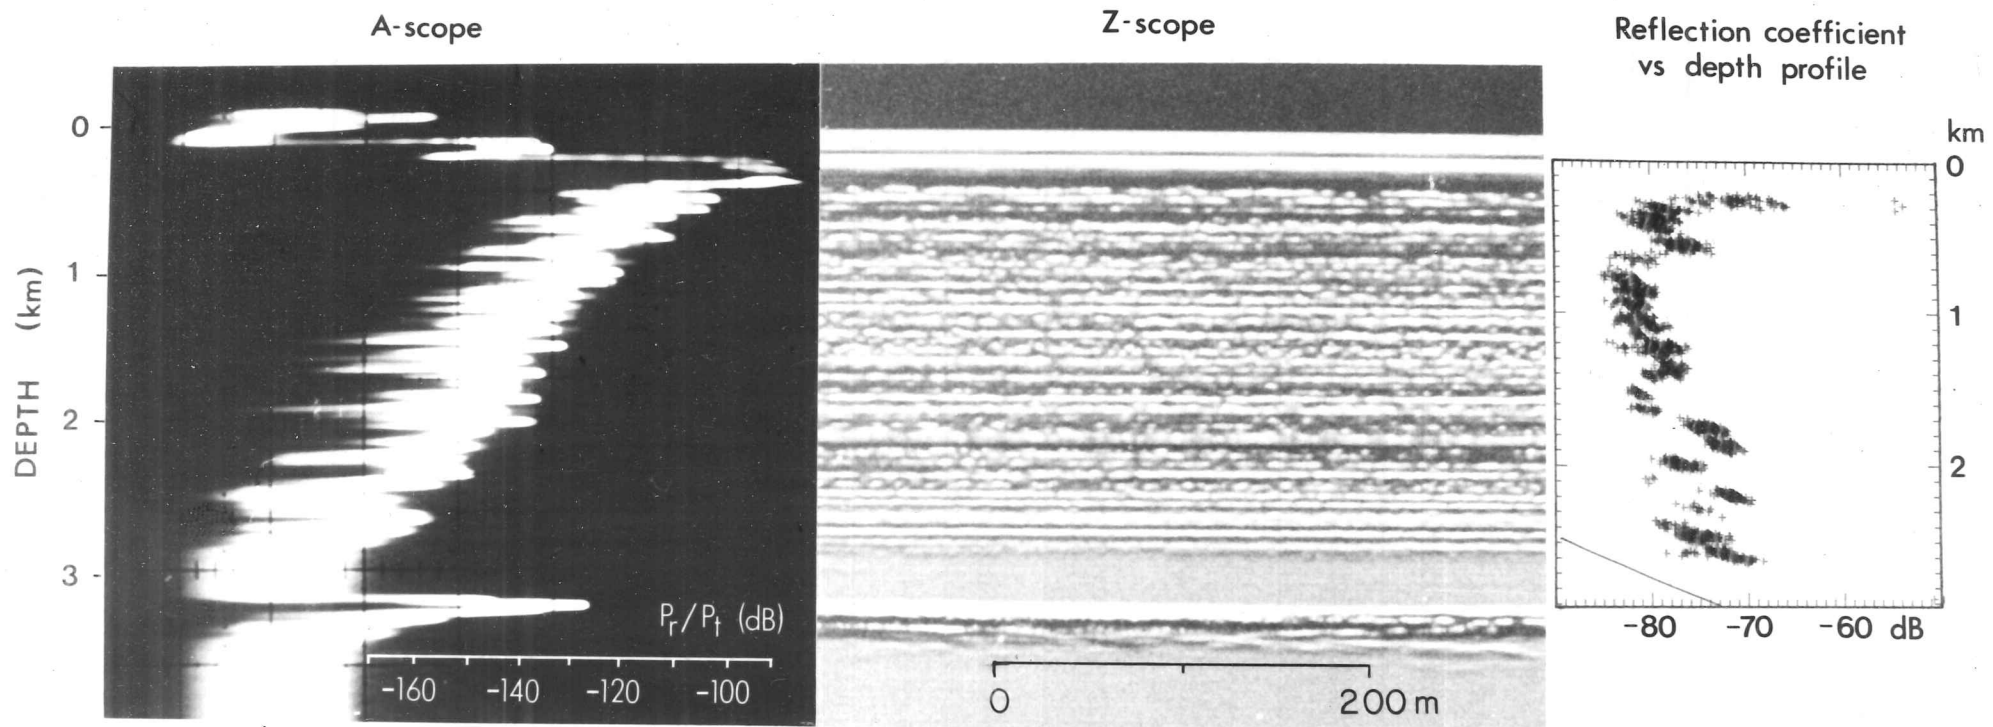 A-scope
Z-scope
Reflection coefficient
vs depth profile
DEPTH (km)
0
1
2
3
Pr/Pt (dB)
-160 -140 -120 -100
0 200 m
km
0
1
2
-80 -70 -60 dB